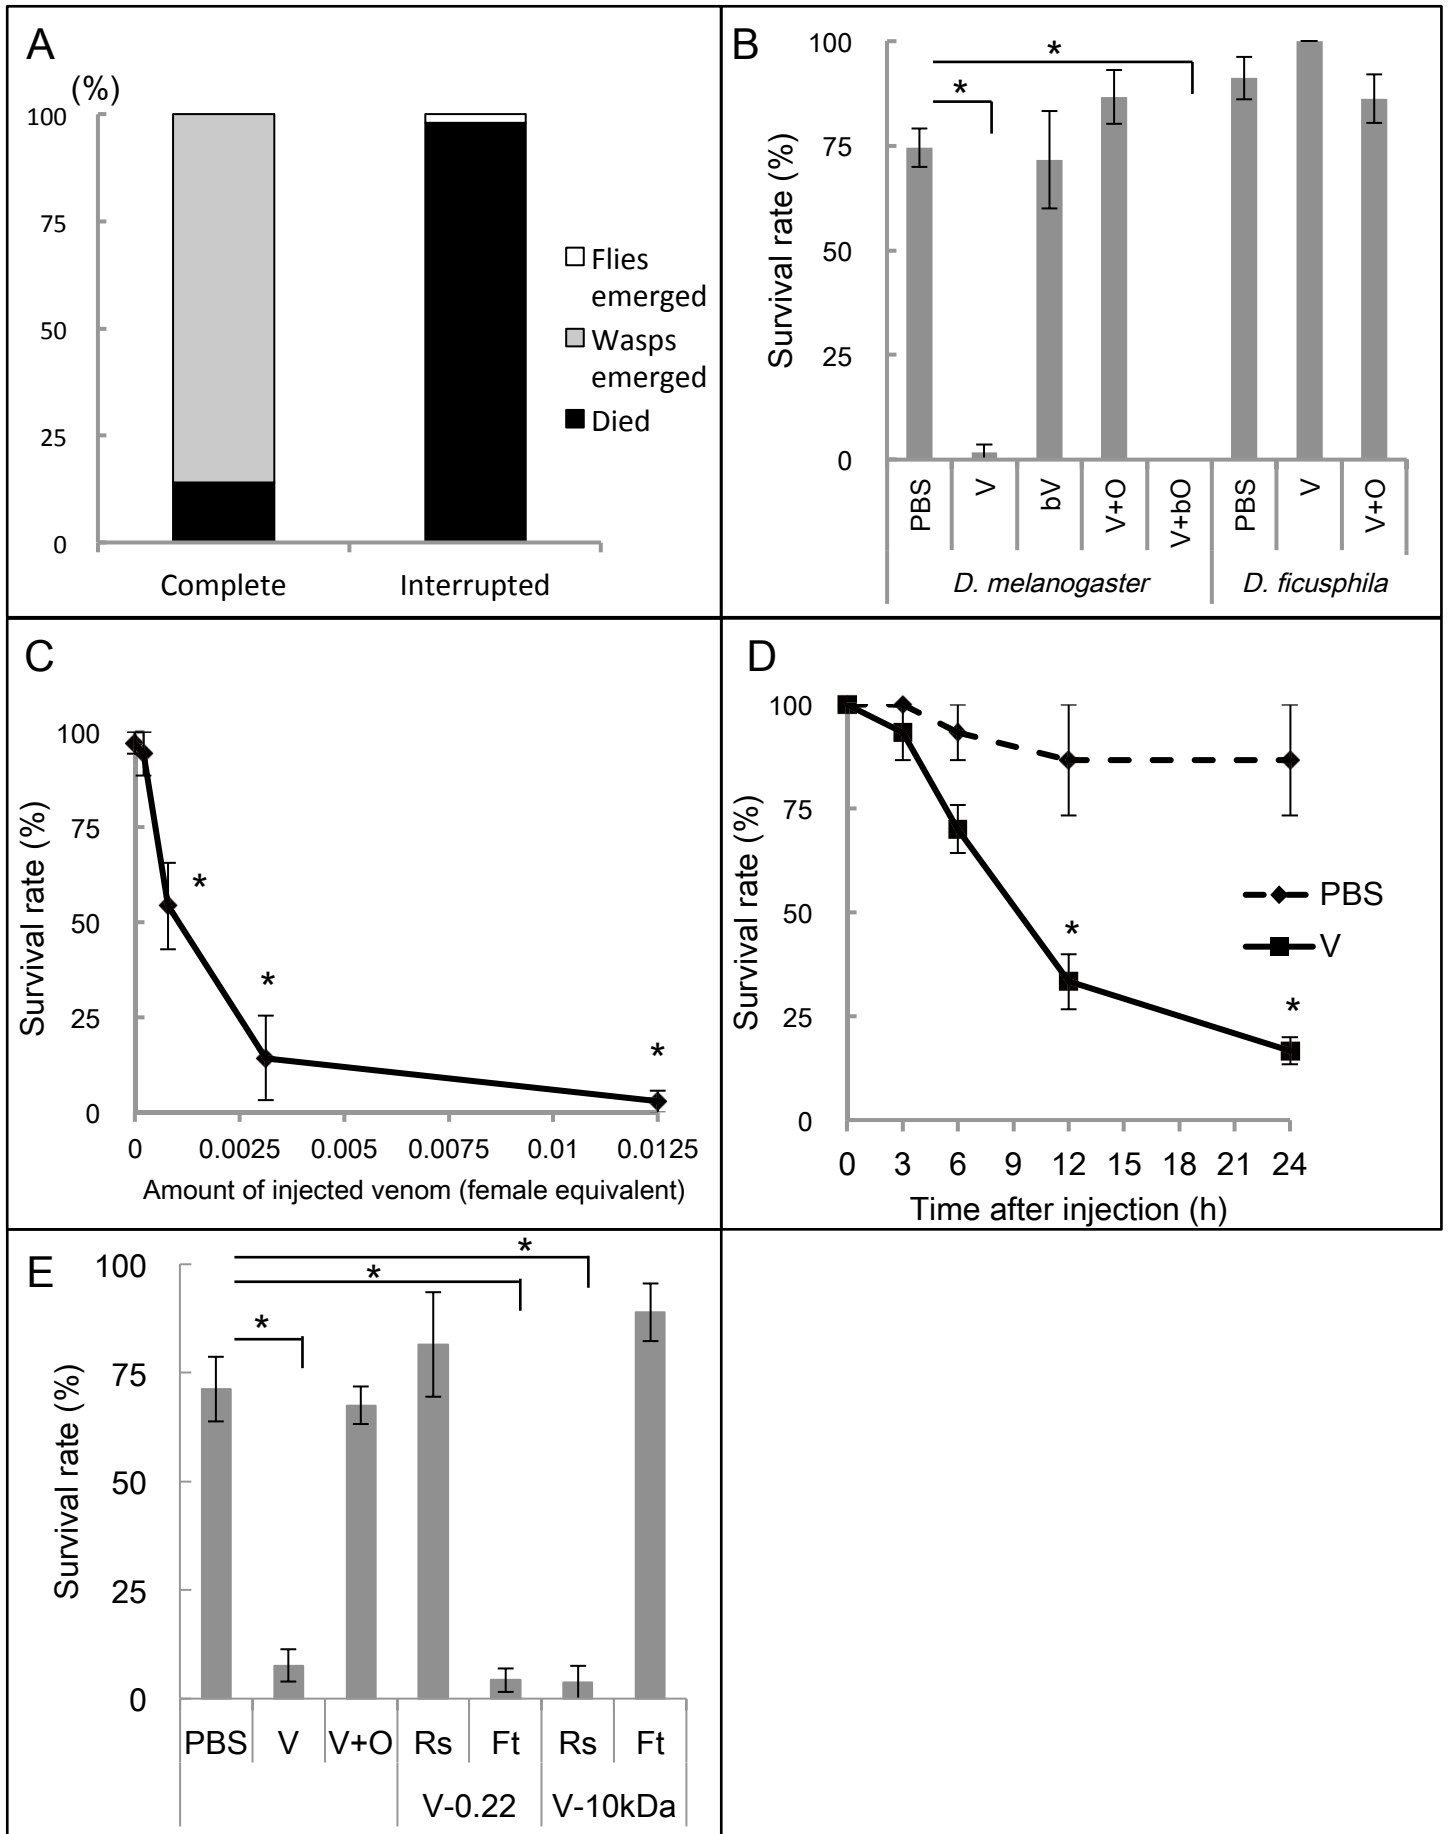 A
(%)
100
75
50
25
0
Complete
Interrupted
Flies
emerged
Wasps
emerged
Died
B
Survival rate (%)
100
75
50
25
0
*
*
PBS
V
bV
V+O
V+bO
PBS
V
V+O
D. melanogaster
D. ficusphila
C
Survival rate (%)
100
75
50
25
0
*
*
*
0
0.0025
0.005
0.0075
0.01
0.0125
Amount of injected venom (female equivalent)
D
Survival rate (%)
100
75
50
25
0
*
*
PBS
V
0 3 6 9 12 15 18 21 24
Time after injection (h)
E
Survival rate (%)
100
75
50
25
0
*
*
*
PBS
V
V+O
Rs
Ft
Rs
Ft
V-0.22
V-10kDa